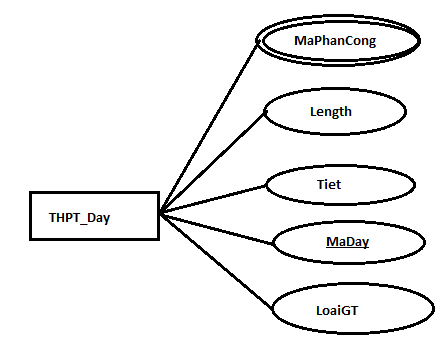 MaPhanCong
Length
Tiet
THPT_Day
MaDay
LoaiGT